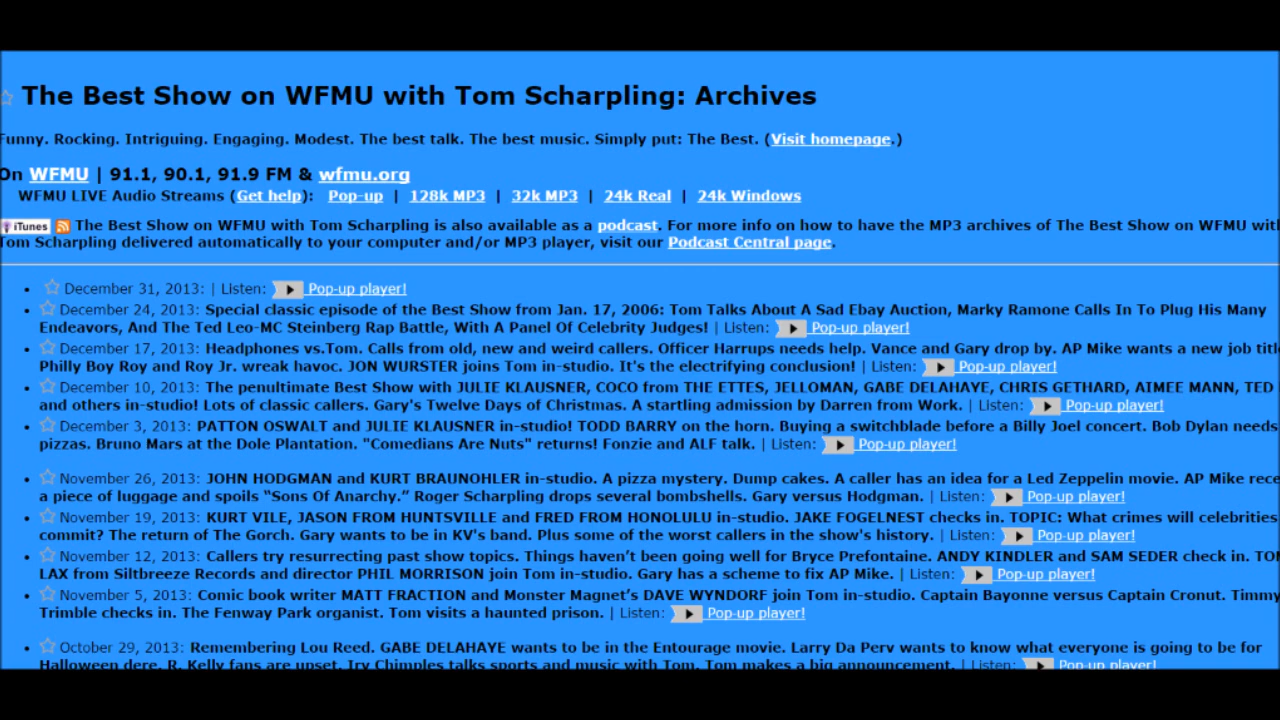 The Best Show on WFMU with Tom Scharpling: Archives
Funny. Rocking. Intriguing. Engaging. Modest. The best talk. The best music. Simply put: The Best. (Visit homepage.)
On WFMU | 91.1, 90.1, 91.9 FM & wfmu.org
WFMU LIVE Audio Streams (Get help): Pop-up | 128k MP3 | 32k MP3 | 24k Real | 24k Windows
iTunes The Best Show on WFMU with Tom Scharpling is also available as a podcast. For more info on how to have the MP3 archives of The Best Show on WFMU with
Tom Scharpling delivered automatically to your computer and/or MP3 player, visit our Podcast Central page.
• December 31, 2013: | Listen: Pop-up player!
• December 24, 2013: Special classic episode of the Best Show from Jan. 17, 2006: Tom Talks About A Sad Ebay Auction, Marky Ramone Calls In To Plug His Many
Endeavors, And The Ted Leo-MC Steinberg Rap Battle, With A Panel Of Celebrity Judges! | Listen: Pop-up player!
• December 17, 2013: Headphones vs.Tom. Calls from old, new and weird callers. Officer Harrups needs help. Vance and Gary drop by. AP Mike wants a new job title
Philly Boy Roy and Roy Jr. wreak havoc. JON WURSTER joins Tom in-studio. It's the electrifying conclusion! | Listen: Pop-up player!
• December 10, 2013: The penultimate Best Show with JULIE KLAUSNER, COCO from THE ETTES, JELLOMAN, GABE DELAHAYE, CHRIS GETHARD, AIMEE MANN, TED
and others in-studio! Lots of classic callers. Gary's Twelve Days of Christmas. A startling admission by Darren from Work. | Listen: Pop-up player!
• December 3, 2013: PATTON OSWALT and JULIE KLAUSNER in-studio! TODD BARRY on the horn. Buying a switchblade before a Billy Joel concert. Bob Dylan needs
pizzas. Bruno Mars at the Dole Plantation. "Comedians Are Nuts" returns! Fonzie and ALF talk. | Listen: Pop-up player!
• November 26, 2013: JOHN HODGMAN and KURT BRAUNOHLER in-studio. A pizza mystery. Dump cakes. A caller has an idea for a Led Zeppelin movie. AP Mike rece
a piece of luggage and spoils “Sons Of Anarchy.” Roger Scharpling drops several bombshells. Gary versus Hodgman. | Listen: Pop-up player!
• November 19, 2013: KURT VILE, JASON FROM HUNTSVILLE and FRED FROM HONOLULU in-studio. JAKE FOGELNEST checks in. TOPIC: What crimes will celebrities
commit? The return of The Gorch. Gary wants to be in KV's band. Plus some of the worst callers in the show's history. | Listen: Pop-up player!
• November 12, 2013: Callers try resurrecting past show topics. Things haven’t been going well for Bryce Prefontaine. ANDY KINDLER and SAM SEDER check in. TOM
LAX from Siltbreeze Records and director PHIL MORRISON join Tom in-studio. Gary has a scheme to fix AP Mike. | Listen: Pop-up player!
• November 5, 2013: Comic book writer MATT FRACTION and Monster Magnet’s DAVE WYNDORF join Tom in-studio. Captain Bayonne versus Captain Cronut. Timmy
Trimble checks in. The Fenway Park organist. Tom visits a haunted prison. | Listen: Pop-up player!
• October 29, 2013: Remembering Lou Reed. GABE DELAHAYE wants to be in the Entourage movie. Larry Da Perv wants to know what everyone is going to be for
Halloween dere. R. Kelly fans are upset. Iry Chimples talks sports and music with Tom. Tom makes a big announcement. | Listen: Pop-up player!